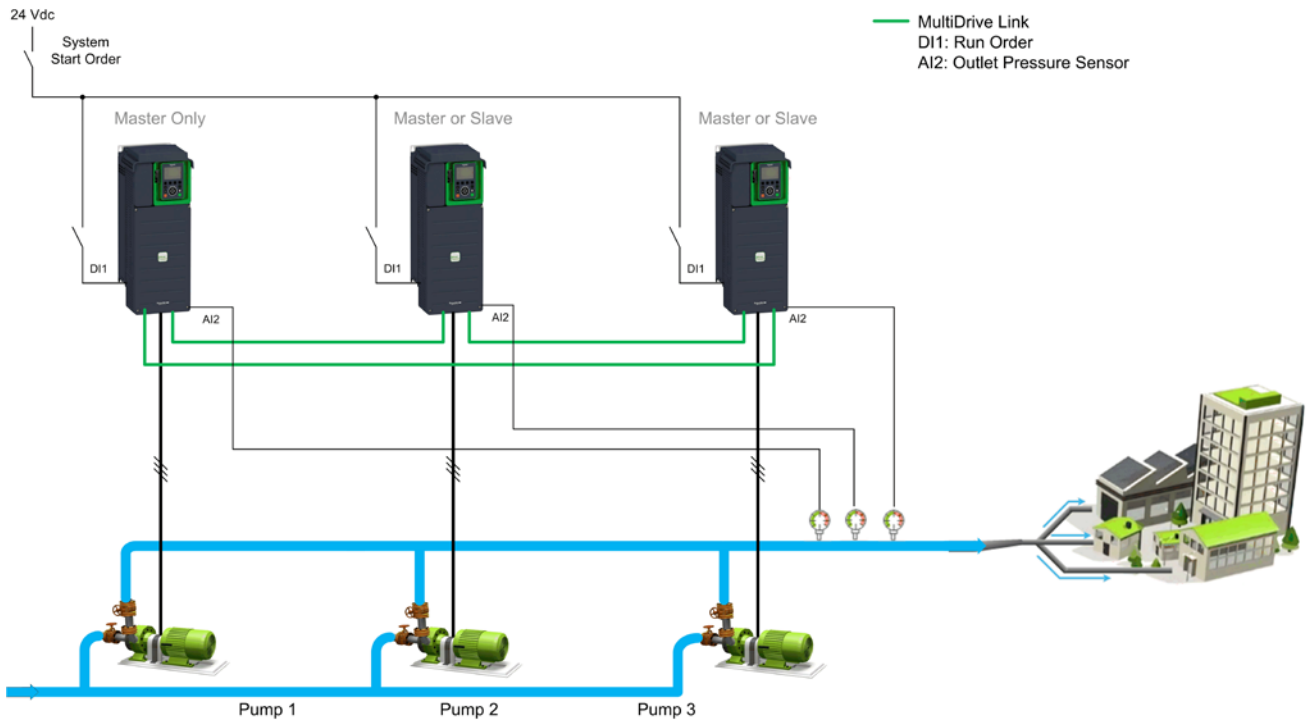 24 Vdc
System
Start Order
MultiDrive Link
DI1: Run Order
AI2: Outlet Pressure Sensor
Master Only
Master or Slave
Master or Slave
DI1
DI1
DI1
AI2
AI2
AI2
Pump 1
Pump 2
Pump 3